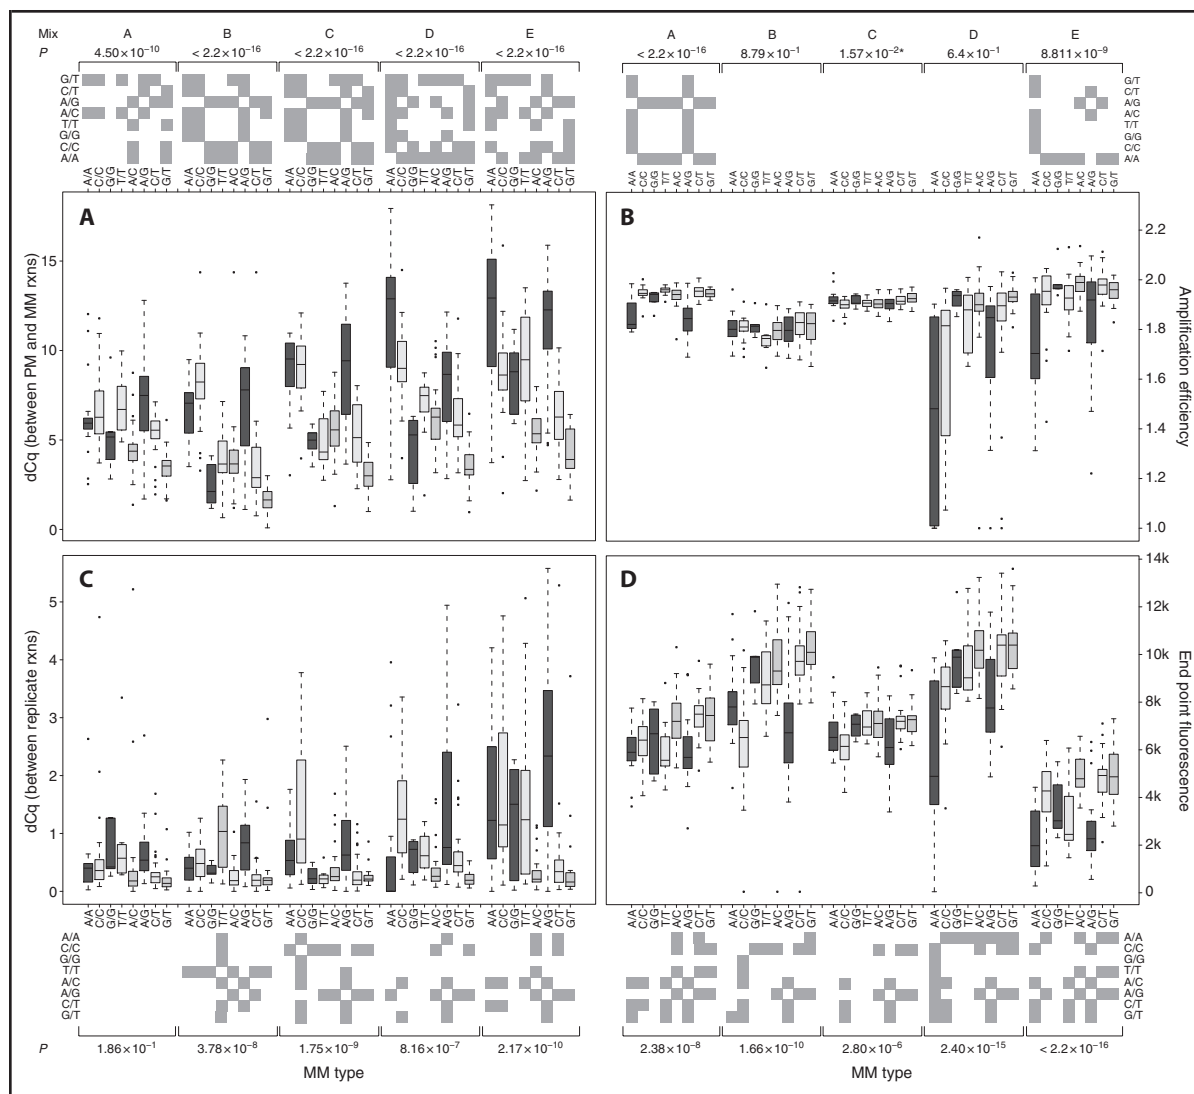 Mix A B C D E
P 4.50×10⁻¹⁰ < 2.2×10⁻¹⁶ < 2.2×10⁻¹⁶ < 2.2×10⁻¹⁶ < 2.2×10⁻¹⁶
G/T
C/T
A/G
A/C
T/T
G/G
C/C
A/A
A/A C/C G/G T/T A/C A/G C/T G/T A/A C/C G/G T/T A/C A/G C/T G/T A/A C/C G/G T/T A/C A/G C/T G/T A/A C/C G/G T/T A/C A/G C/T G/T A/A C/C G/G T/T A/C A/G C/T G/T
A
dCq (between PM and MM rxns)
15
10
5
0
A B C D E
< 2.2×10⁻¹⁶ 8.79×10⁻¹ 1.57×10⁻²* 6.4×10⁻¹ 8.811×10⁻⁹
G/T
C/T
A/G
A/C
T/T
G/G
C/C
A/A
A/A C/C G/G T/T A/C A/G C/T G/T A/A C/C G/G T/T A/C A/G C/T G/T A/A C/C G/G T/T A/C A/G C/T G/T A/A C/C G/G T/T A/C A/G C/T G/T A/A C/C G/G T/T A/C A/G C/T G/T
B
2.2
2.0
1.8
1.6
1.4
1.2
1.0
Amplification efficiency
C
dCq (between replicate rxns)
5
4
3
2
1
0
A/A C/C G/G T/T A/C A/G C/T G/T A/A C/C G/G T/T A/C A/G C/T G/T A/A C/C G/G T/T A/C A/G C/T G/T A/A C/C G/G T/T A/C A/G C/T G/T A/A C/C G/G T/T A/C A/G C/T G/T
A/A
C/C
G/G
T/T
A/C
A/G
C/T
G/T
P 1.86×10⁻¹ 3.78×10⁻⁸ 1.75×10⁻⁹ 8.16×10⁻⁷ 2.17×10⁻¹⁰
MM type
D
14k
12k
10k
8k
6k
4k
2k
0
End point fluorescence
A/A C/C G/G T/T A/C A/G C/T G/T A/A C/C G/G T/T A/C A/G C/T G/T A/A C/C G/G T/T A/C A/G C/T G/T A/A C/C G/G T/T A/C A/G C/T G/T A/A C/C G/G T/T A/C A/G C/T G/T
A/A
C/C
G/G
T/T
A/C
A/G
C/T
G/T
2.38×10⁻⁸ 1.66×10⁻¹⁰ 2.80×10⁻⁶ 2.40×10⁻¹⁵ < 2.2×10⁻¹⁶
MM type